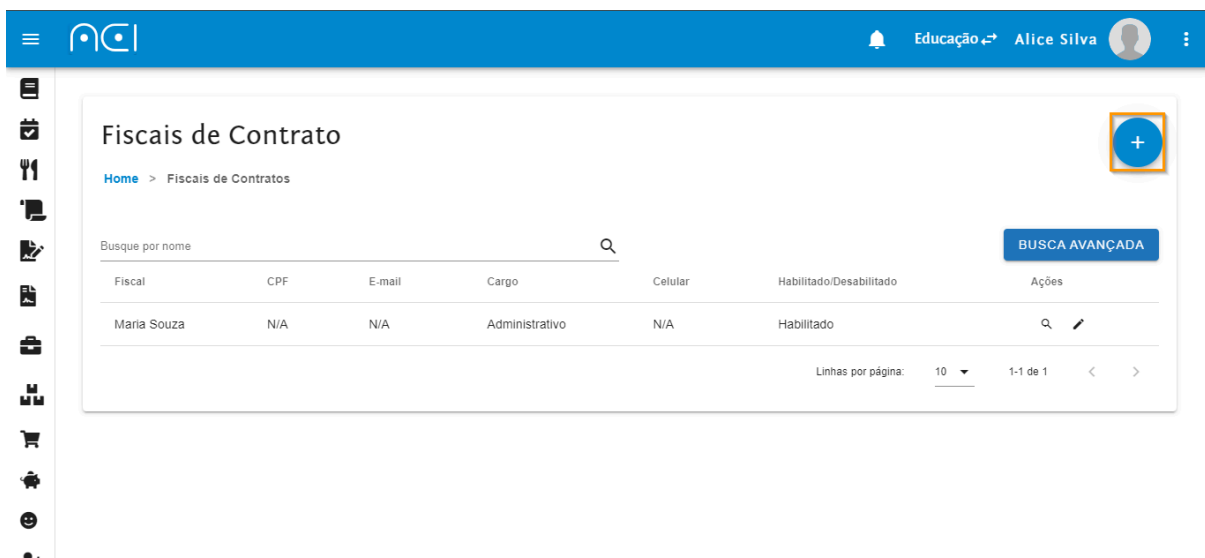 ACI
Educação Alice Silva
Fiscais de Contrato
Home > Fiscais de Contratos
Busque por nome
BUSCA AVANÇADA
Fiscal CPF E-mail Cargo Celular Habilitado/Desabilitado Ações
Maria Souza N/A N/A Administrativo N/A Habilitado
Linhas por página: 10 1-1 de 1